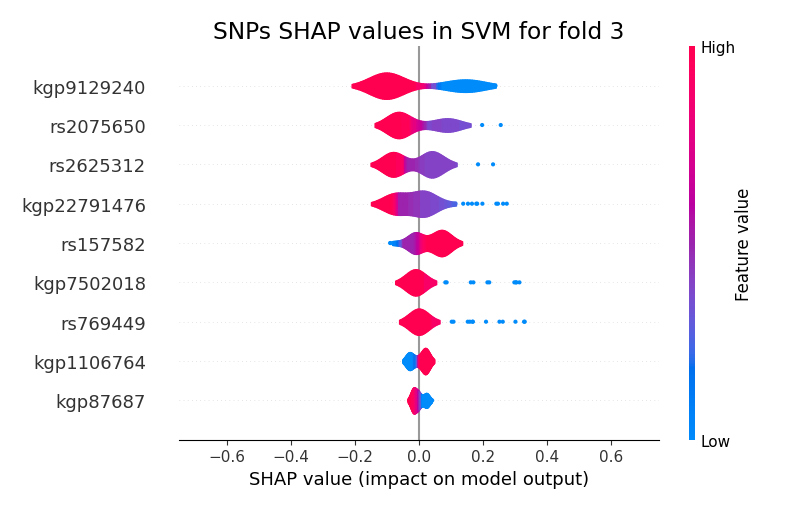 SNPs SHAP values in SVM for fold 3
High
kgp9129240
rs2075650
rs2625312
kgp22791476
rs157582
kgp7502018
rs769449
kgp1106764
kgp87687
Feature value
Low
−0.6 −0.4 −0.2 0.0 0.2 0.4 0.6
SHAP value (impact on model output)